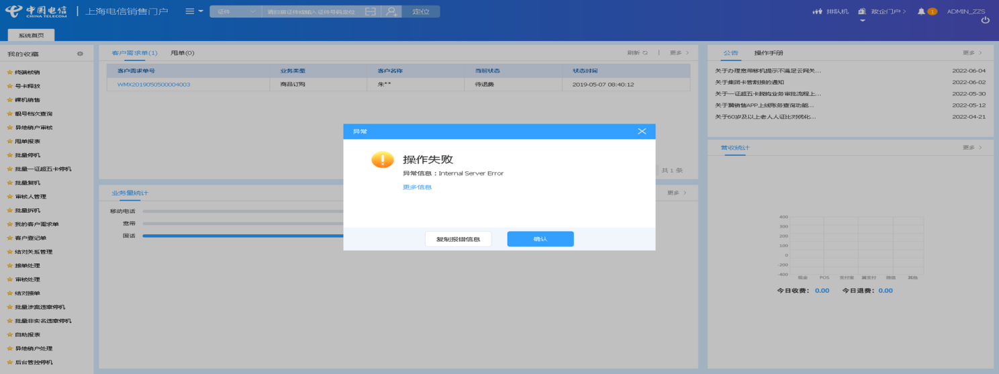 中国电信
CHINA TELECOM
上海电信销售门户
证件
请扫描证件或输入证件号码定位
定位
排队机
政企门户
1
ADMIN_ZZS
系统首页
我的收藏
终端核销
号卡释放
裸机销售
靓号档次查询
异地销户审核
甩单报表
批量停机
批量一证超五卡停机
批量复机
审核人管理
批量拆机
我的客户需求单
客户登记单
结对关系管理
接单处理
审核处理
结对接单
批量涉案违章停机
批量非实名违章停机
自助报表
异地销户处理
后台管控停机
客户需求单(1)
甩单(0)
刷新
更多
客户需求单号
业务类型
客户名称
当前状态
状态时间
WMX2019050500004003
商品订购
朱**
待退费
2019-05-07 08:40:12
共 1 条
业务量统计
更多
移动电话
宽带
固话
异常
操作失败
异常信息：Internal Server Error
更多信息
复制报错信息
确认
公告
操作手册
更多
关于办理宽带移机提示不满足云网关...
2022-06-04
关于集团卡管割接的通知
2022-06-02
关于一证超五卡脱构业务审批流程上...
2022-05-30
关于翼销售APP上线账务查询功能...
2022-05-12
关于60岁及以上老人人证比对优化...
2022-04-21
营收统计
更多
400
300
200
100
0
-200
-400
现金
POS
支付宝
翼支付
微信
其他
今日收费：
0.00
今日退费：
0.00